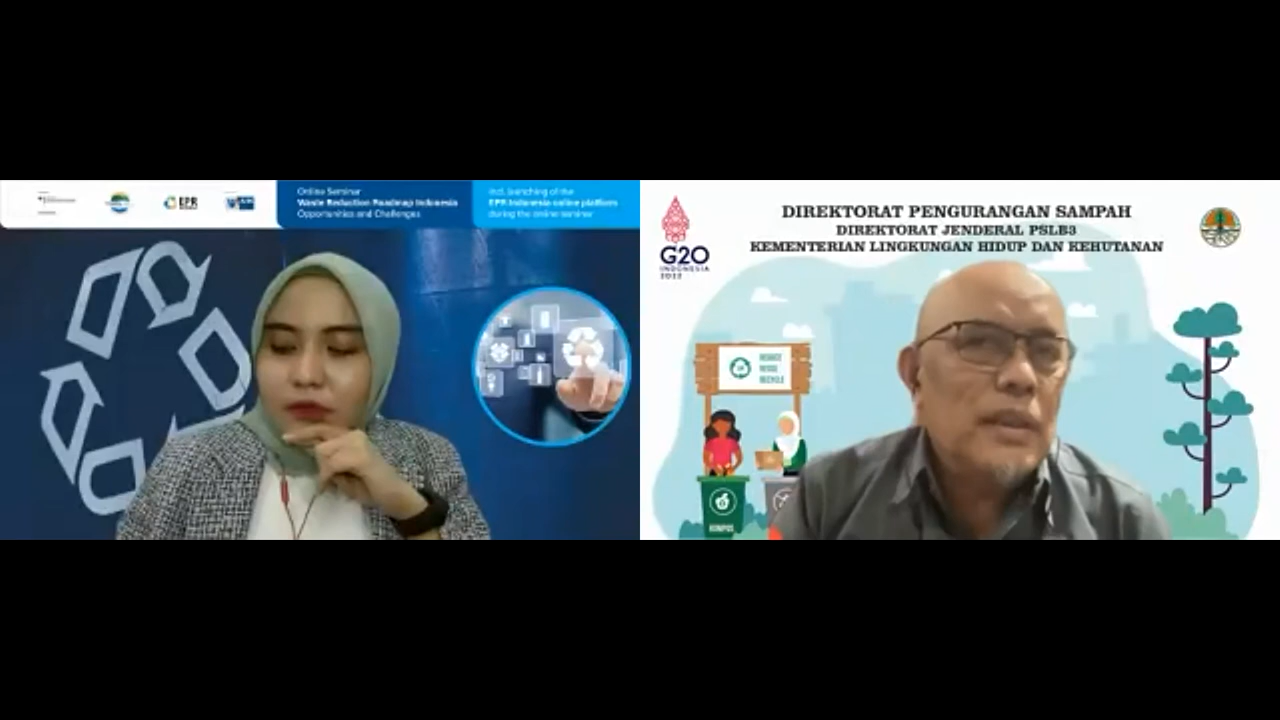 EPR
Online Seminar
Waste Reduction Roadmap Indonesia
Opportunities and Challenges
incl. launching of the
EPR Indonesia online platform
during the online seminar
G20
INDONESIA
2022
DIREKTORAT PENGURANGAN SAMPAH
DIREKTORAT JENDERAL PSLB3
KEMENTERIAN LINGKUNGAN HIDUP DAN KEHUTANAN
REDUCE
REUSE
RECYCLE
KOMPOS